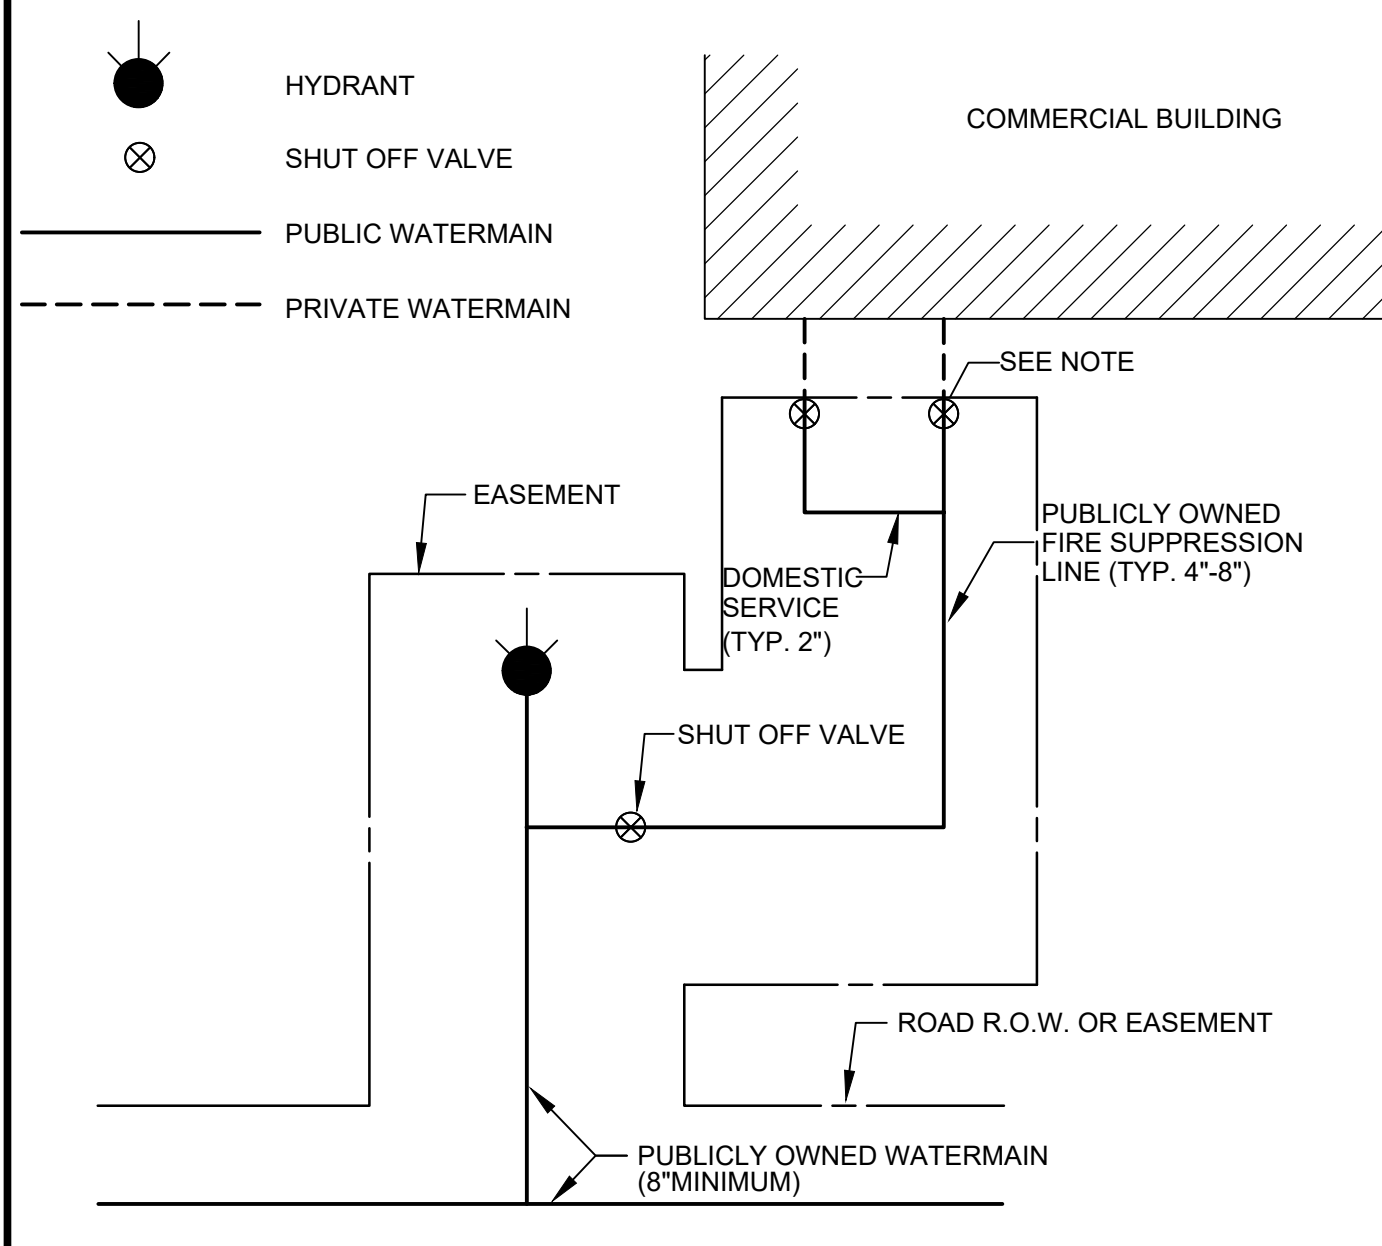 HYDRANT
SHUT OFF VALVE
PUBLIC WATERMAIN
PRIVATE WATERMAIN
COMMERCIAL BUILDING
SEE NOTE
EASEMENT
PUBLICLY OWNED
FIRE SUPPRESSION
LINE (TYP. 4"-8")
DOMESTIC
SERVICE
(TYP. 2")
SHUT OFF VALVE
ROAD R.O.W. OR EASEMENT
PUBLICLY OWNED WATERMAIN
(8"MINIMUM)